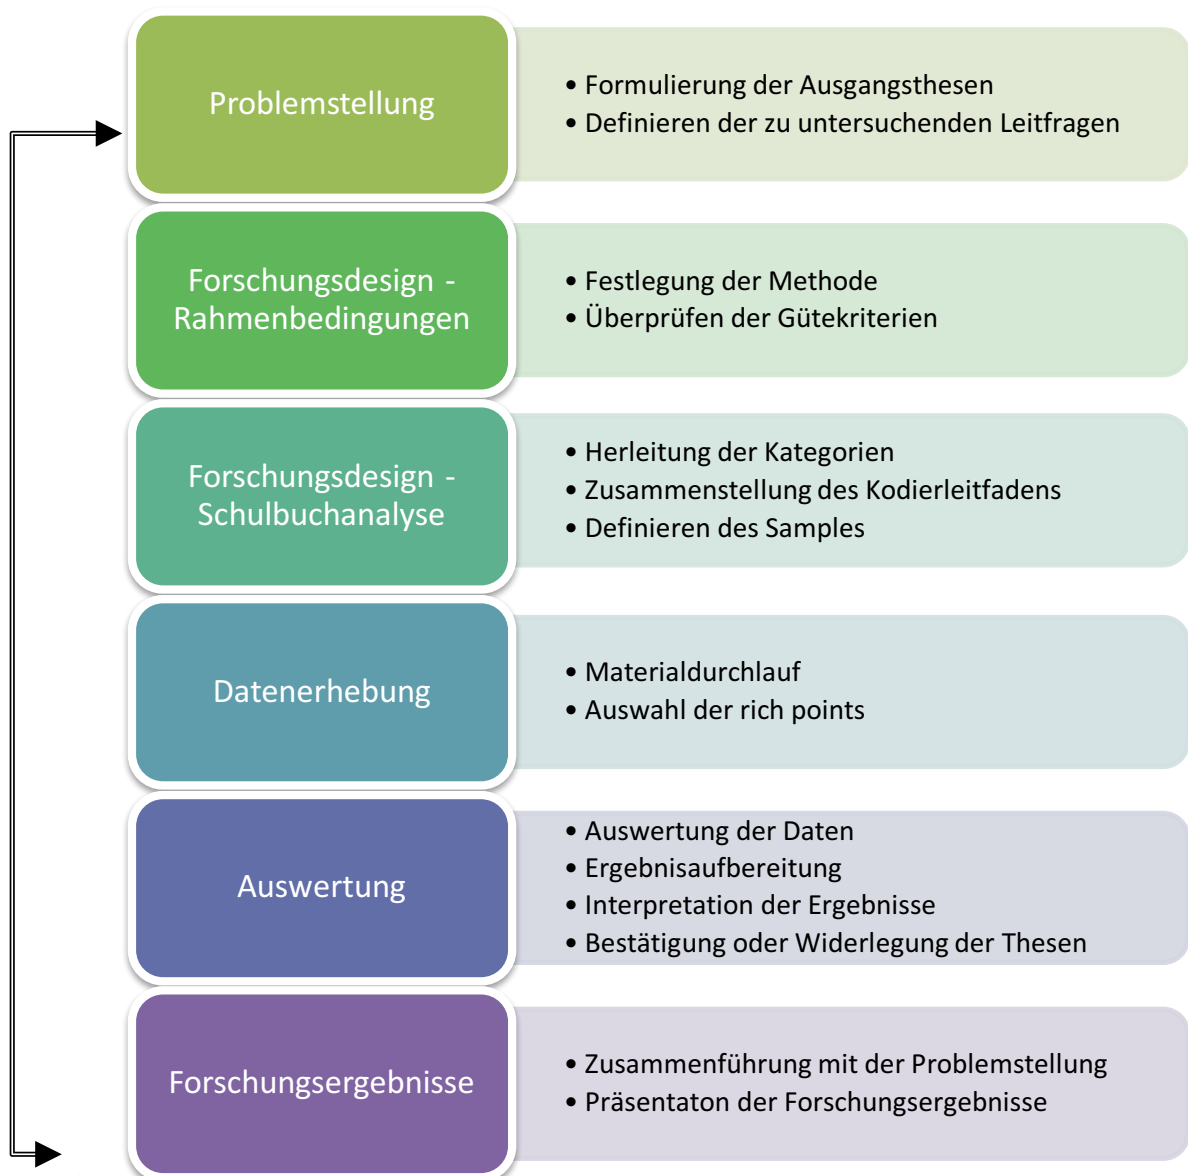 Problemstellung
• Formulierung der Ausgangsthesen
• Definieren der zu untersuchenden Leitfragen
Forschungsdesign -
Rahmenbedingungen
• Festlegung der Methode
• Überprüfen der Gütekriterien
Forschungsdesign -
Schulbuchanalyse
• Herleitung der Kategorien
• Zusammenstellung des Kodierleitfadens
• Definieren des Samples
Datenerhebung
• Materialdurchlauf
• Auswahl der rich points
Auswertung
• Auswertung der Daten
• Ergebnisaufbereitung
• Interpretation der Ergebnisse
• Bestätigung oder Widerlegung der Thesen
Forschungsergebnisse
• Zusammenführung mit der Problemstellung
• Präsentaton der Forschungsergebnisse